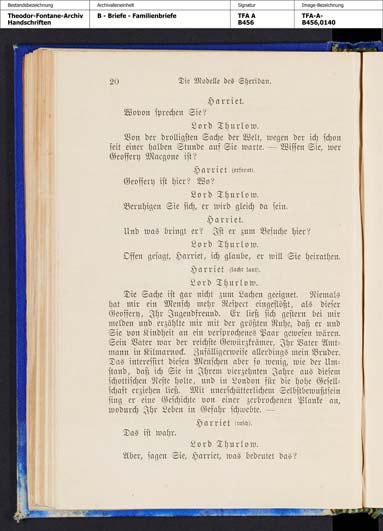 Bestandsbezeichnung
Archivalieneinheit
Signatur
Image-Bezeichnung
Theodor-Fontane-Archiv
Handschriften
B - Briefe - Familienbriefe
TFA A
B456
TFA-A-
B456,0140
20 Die Modelle des Sheridan.
Harriet.
Wovon sprechen Sie?
Lord Thurlow.
Von der drolligsten Sache der Welt, wegen der ich schon
seit einer halben Stunde auf Sie warte. — Wissen Sie, wer
Geoffery Macgone ist?
Harriet (erfreut).
Geoffery ist hier? Wo?
Lord Thurlow.
Beruhigen Sie sich, er wird gleich da sein.
Harriet.
Und was bringt er? Ist er zum Besuche hier?
Lord Thurlow.
Offen gesagt, Harriet, ich glaube, er will Sie heirathen.
Harriet (lacht laut).
Lord Thurlow.
Die Sache ist gar nicht zum Lachen geeignet. Niemals
hat mir ein Mensch mehr Respect eingeflößt, als dieser
Geoffery, Ihr Jugendfreund. Er ließ sich gestern bei mir
melden und erzählte mir mit der größten Ruhe, daß er und
Sie von Kindheit an ein versprochenes Paar gewesen wären.
Sein Vater war der reichste Gewürzkrämer, Ihr Vater Amt-
mann in Kilmarnock. Zufälligerweise allerdings mein Bruder.
Das interessirt diesen Menschen aber so wenig, wie der Um-
stand, daß ich Sie in Ihrem vierzehnten Jahre aus diesem
schottischen Neste holte, und in London für die hohe Gesell-
schaft erziehen ließ. Mit unerschütterlichem Selbstbewußtsein
fing er eine Geschichte von einer zerbrochenen Planke an,
wodurch Ihr Leben in Gefahr schwebte. —
Harriet (rasch).
Das ist wahr.
Lord Thurlow.
Aber, sagen Sie, Harriet, was bedeutet das?